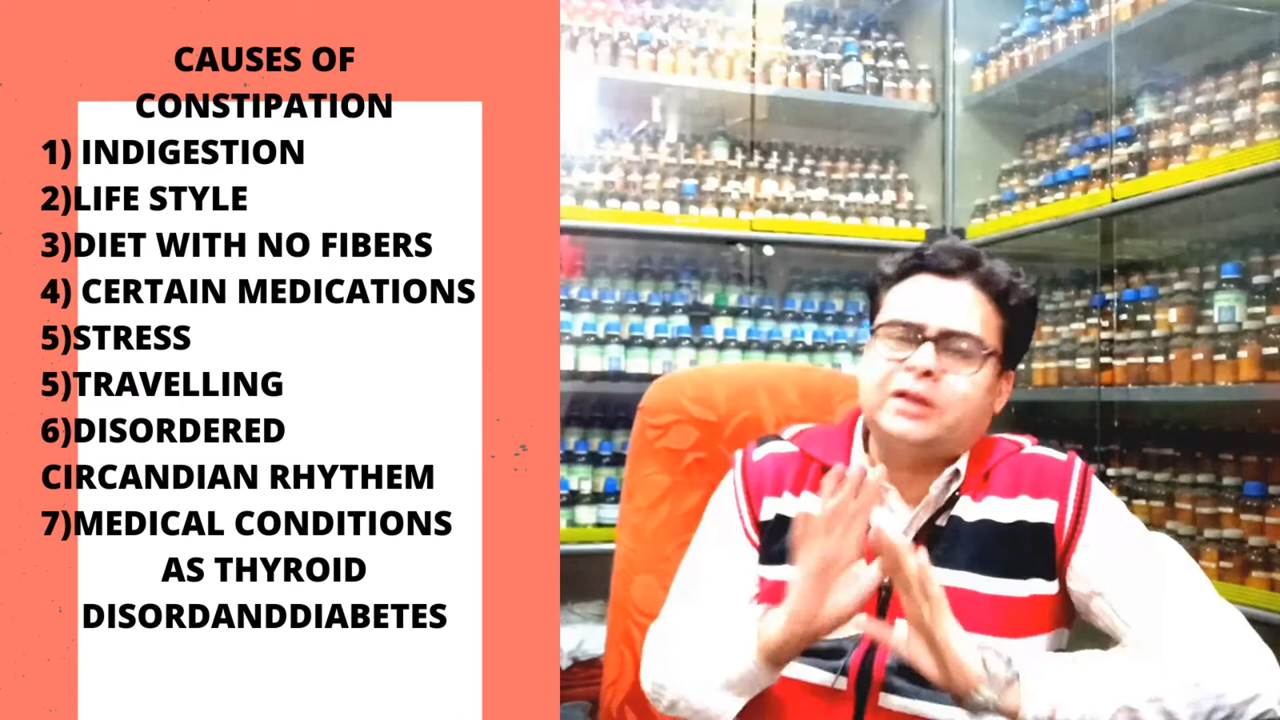 CAUSES OF
CONSTIPATION
1) INDIGESTION
2)LIFE STYLE
3)DIET WITH NO FIBERS
4) CERTAIN MEDICATIONS
5)STRESS
5)TRAVELLING
6)DISORDERED
CIRCANDIAN RHYTHEM
7)MEDICAL CONDITIONS
AS THYROID
DISORDANDDIABETES